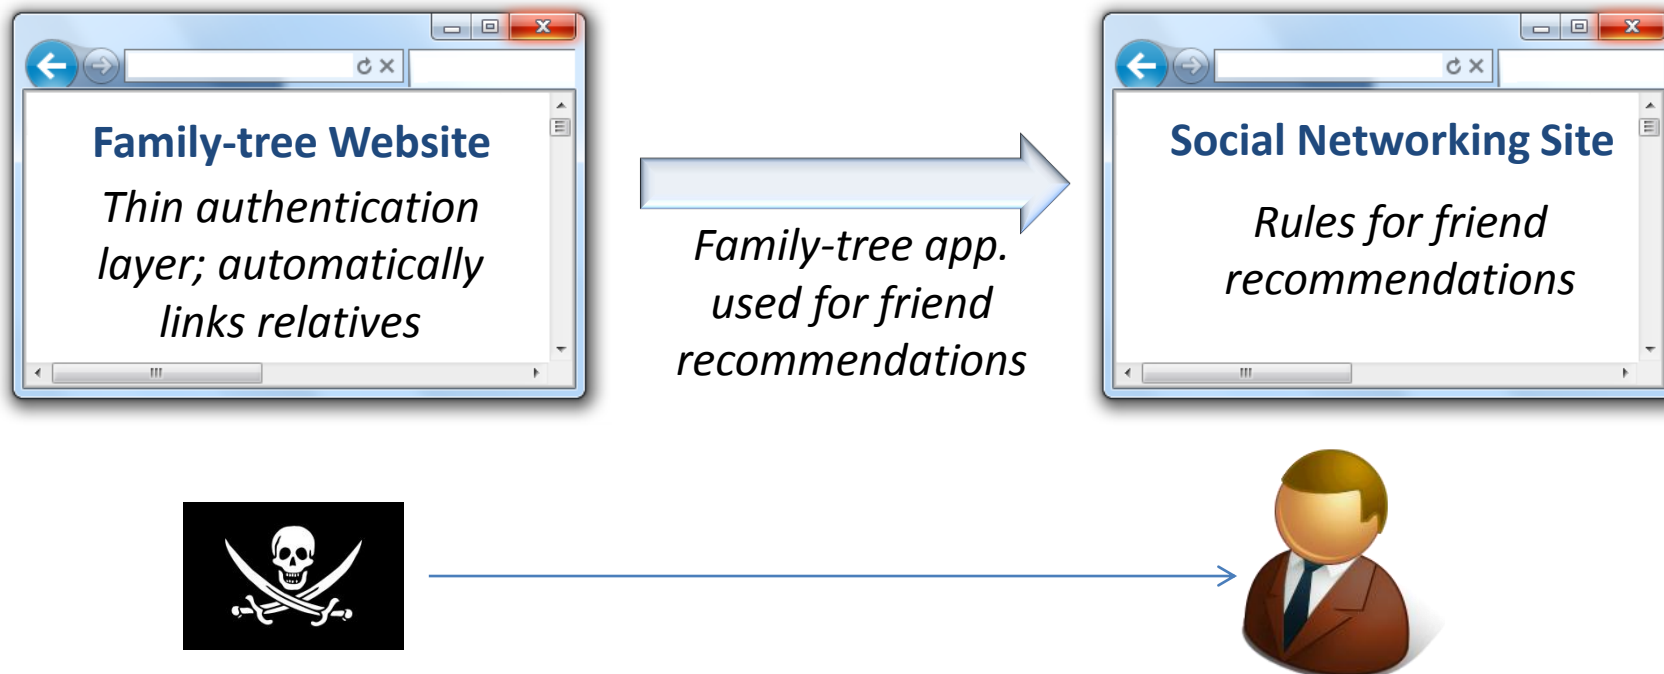 Family-tree Website
Thin authentication
layer; automatically
links relatives
Family-tree app.
used for friend
recommendations
Social Networking Site
Rules for friend
recommendations